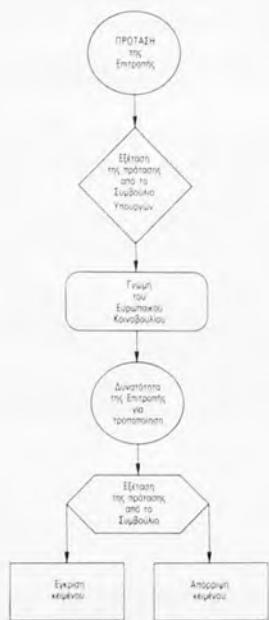 ΠΡΟΤΑΣΗ
της
Επιτροπής
Εξέταση
της πρότασης
από το
Συμβούλιο
Υπουργών
Γνώμη
του
Ευρωπαϊκού
Κοινοβουλίου
Δυνατότητα
της Επιτροπής
για
τροποποίηση
Εξέταση
της πρότασης
από το
Συμβούλιο
Έγκριση
κειμένου
Απόρριψη
κειμένου